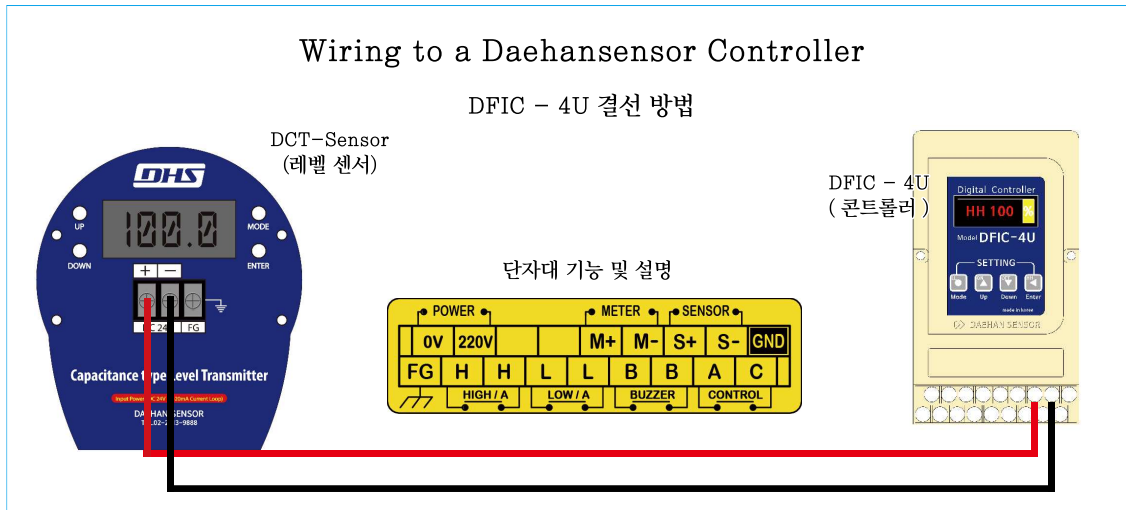 Wiring to a Daehansensor Controller
DFIC - 4U 결선 방법
DCT-Sensor
(레벨 센서)
DHS
100.0
UP
DOWN
MODE
ENTER
+ −
FG
Capacitance type Level Transmitter
DAEHAN SENSOR
단자대 기능 및 설명
POWER METER SENSOR
0V 220V M+ M- S+ S- GND
FG H H L L B B A C
HIGH / A LOW / A BUZZER CONTROL
DFIC - 4U
( 콘트롤러 )
Digital Controller
HH 100 %
Model DFIC-4U
SETTING
Mode Up Down Enter
made in korea
DAEHAN SENSOR